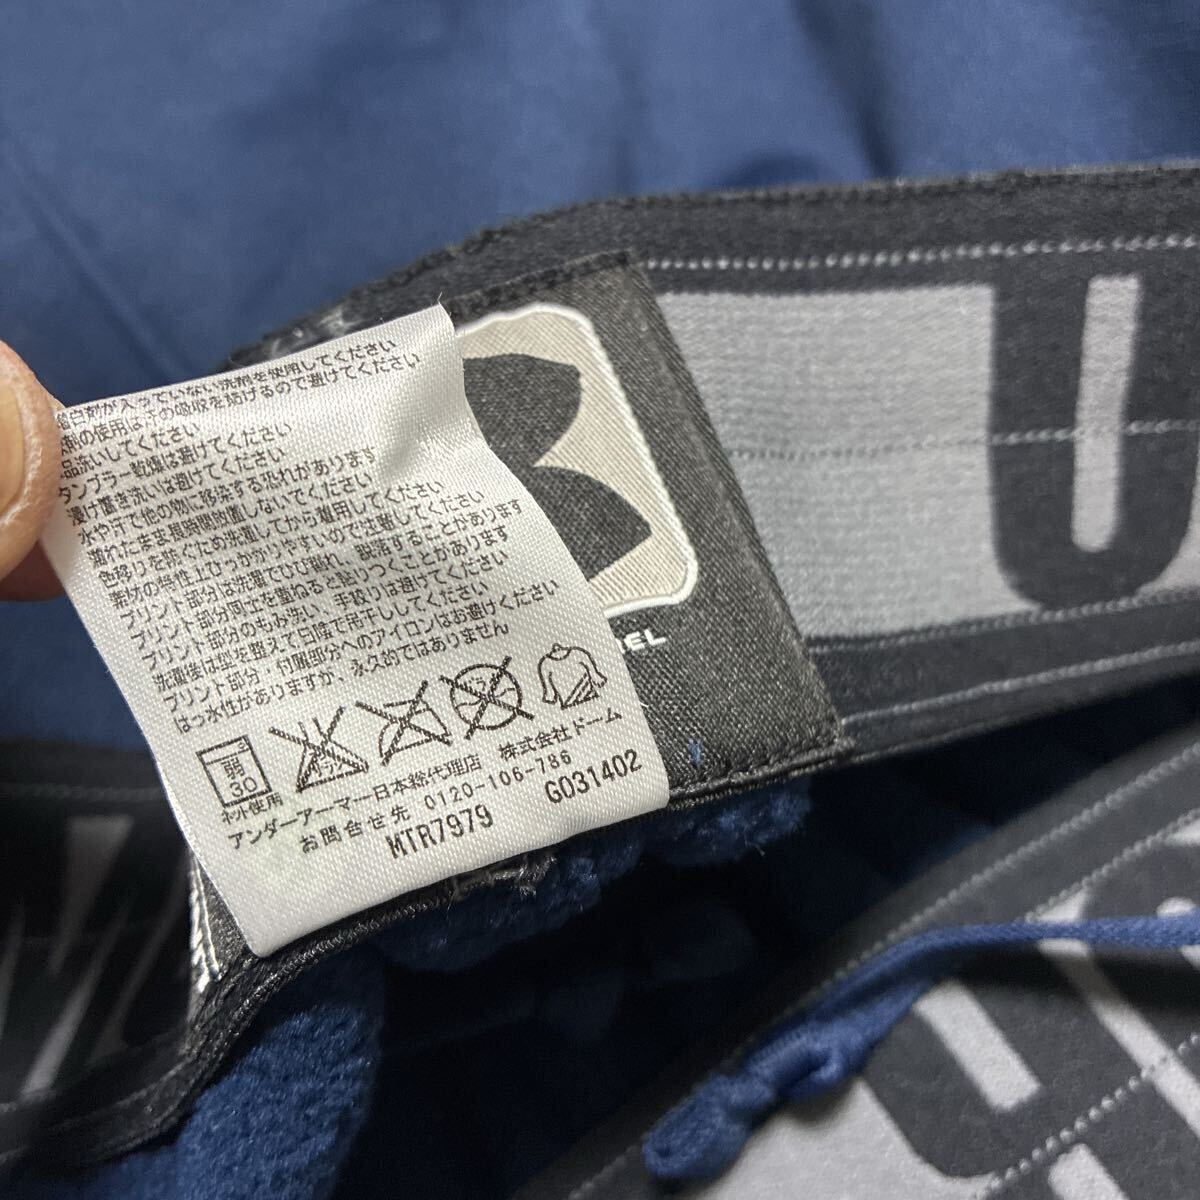 蛍白剤が入っていない洗剤を使用してください
剤の使用は汗の吸収を妨げるので避けてください
単品洗いしてください
タンブラー乾燥は避けてください
浸け置き洗いは避けてください
水や汗で他の物に移染する恐れがあります
濡れたまま長時間放置しないでください
色移りを防ぐため洗濯してから着用してください
素材の特性上ひっかかりやすいので注意してください
プリント部分は洗濯でひび割れ、脱落することがあります
プリント部分同士を重ねると貼りつくことがあります
プリント部分のもみ洗い、手絞りは避けてください
洗濯後は型を整えて日陰で吊干ししてください
プリント部分・付属部分へのアイロンはお避けください
はっ水性がありますが、永久的ではありません
弱
30
ネット使用
アンダーアーマー日本総代理店 株式会社ドーム
お問合せ先 0120-106-786
MTR7979 G031402
EL
U